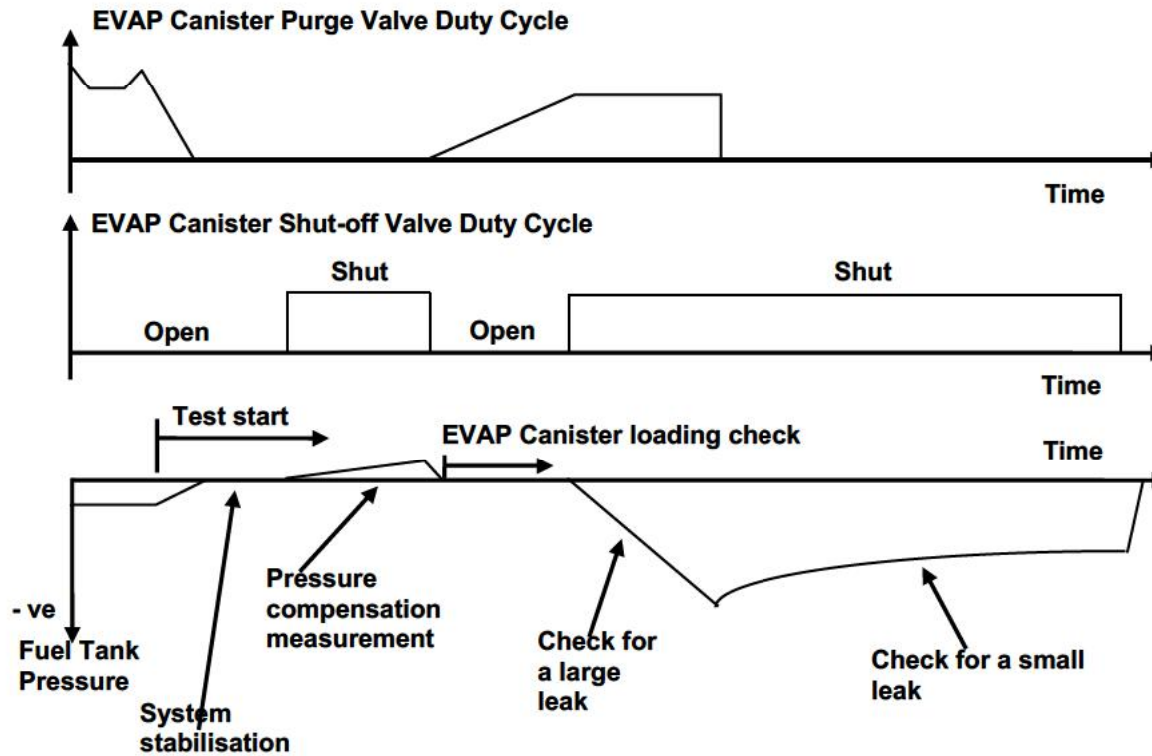 EVAP Canister Purge Valve Duty Cycle
Time
EVAP Canister Shut-off Valve Duty Cycle
Shut
Shut
Open
Open
Time
Test start
EVAP Canister loading check
Time
- ve
Fuel Tank
Pressure
System
stabilisation
Pressure
compensation
measurement
Check for
a large
leak
Check for a small
leak